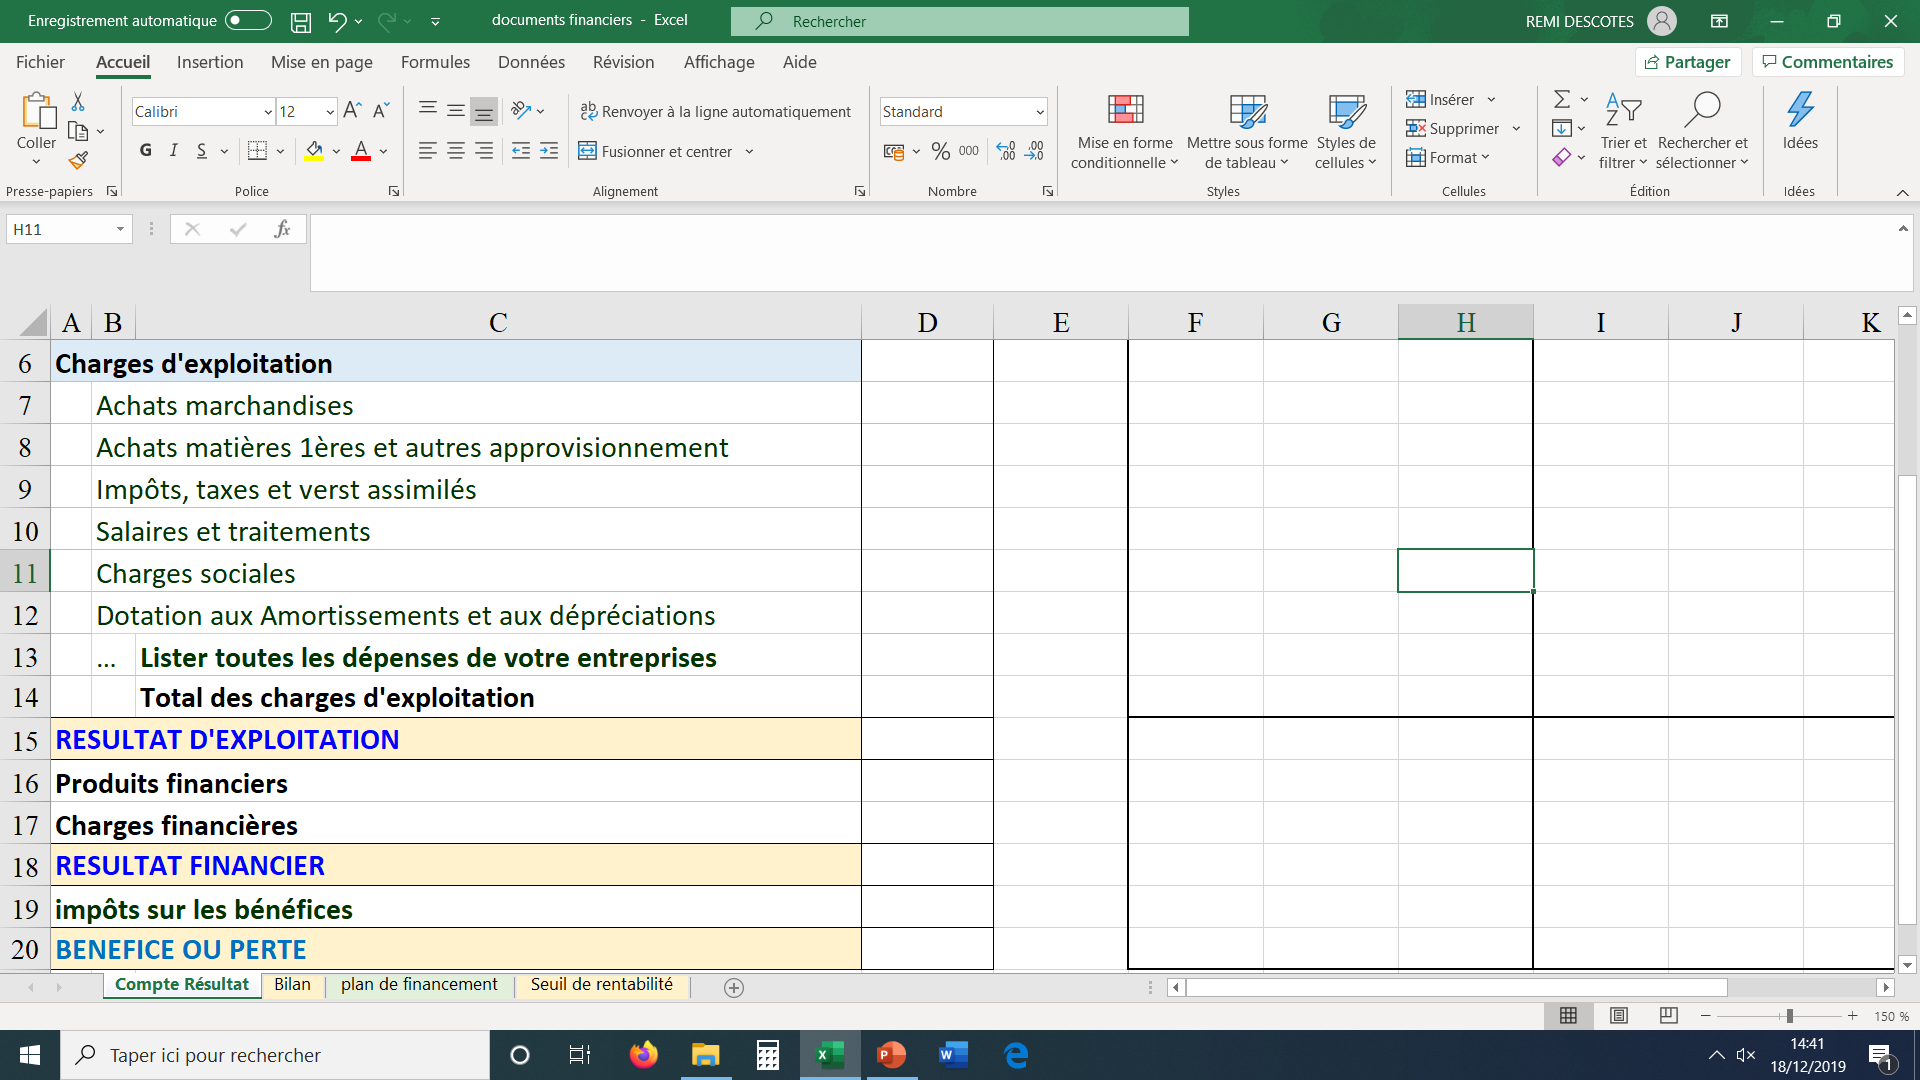 Enregistrement automatique
documents financiers - Excel
Rechercher
REMI DESCOTES
Fichier Accueil Insertion Mise en page Formules Données Révision Affichage Aide
Partager Commentaires
Coller
Presse-papiers
Calibri 12
G I S
Police
Renvoyer à la ligne automatiquement
Fusionner et centrer
Alignement
Standard
% 000
Nombre
Mise en forme conditionnelle
Mettre sous forme de tableau
Styles de cellules
Styles
Insérer
Supprimer
Format
Cellules
Trier et filtrer
Rechercher et sélectionner
Édition
Idées
Idées
H11
fx
A B C D E F G H I J K
6 Charges d'exploitation
7 Achats marchandises
8 Achats matières 1ères et autres approvisionnement
9 Impôts, taxes et verst assimilés
10 Salaires et traitements
11 Charges sociales
12 Dotation aux Amortissements et aux dépréciations
13 ... Lister toutes les dépenses de votre entreprises
14 Total des charges d'exploitation
15 RESULTAT D'EXPLOITATION
16 Produits financiers
17 Charges financières
18 RESULTAT FINANCIER
19 impôts sur les bénéfices
20 BENEFICE OU PERTE
Compte Résultat Bilan plan de financement Seuil de rentabilité
150 %
Taper ici pour rechercher
14:41
18/12/2019
1